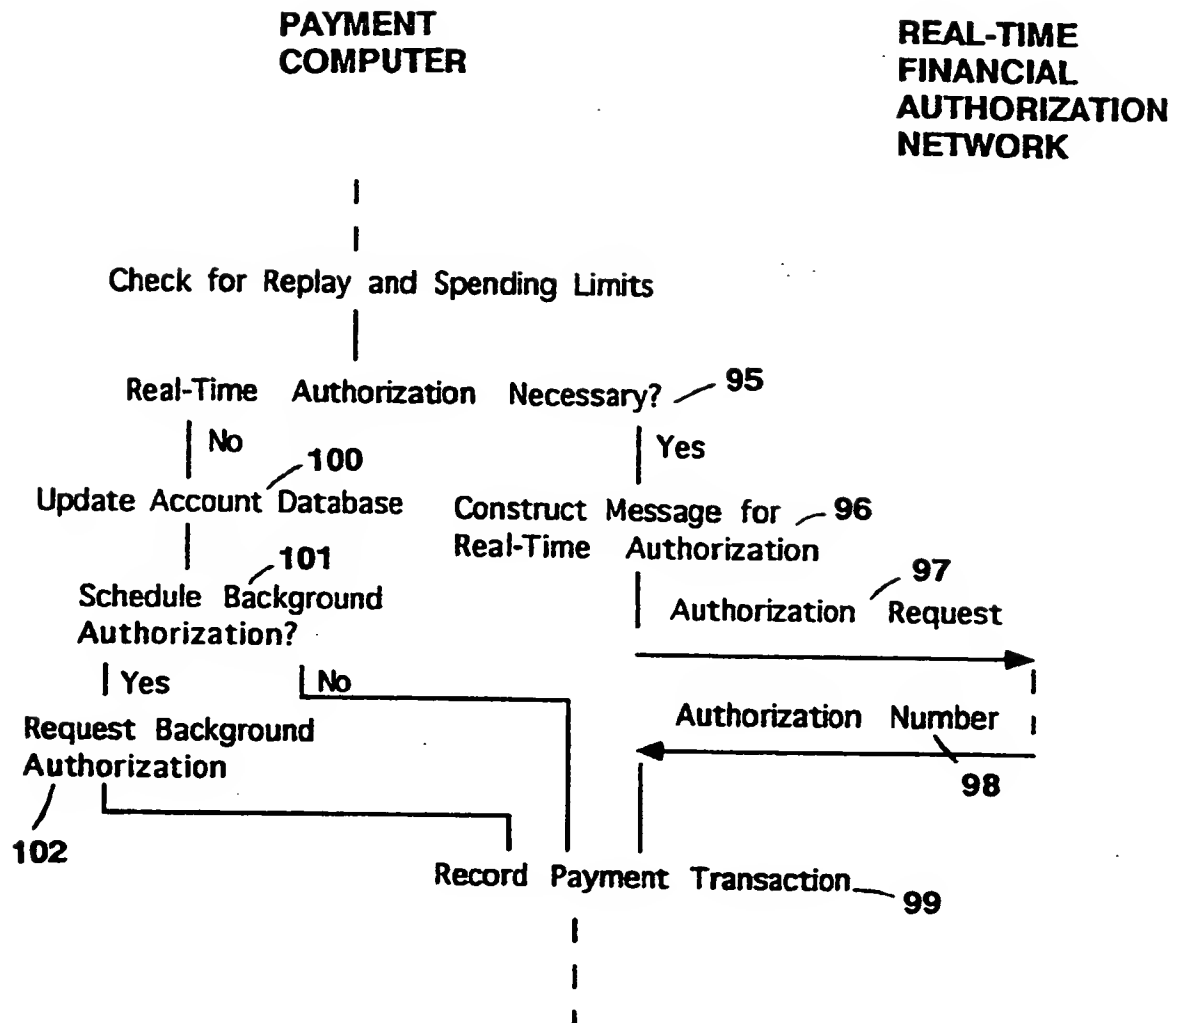 PAYMENT
COMPUTER
REAL-TIME
FINANCIAL
AUTHORIZATION
NETWORK
Check for Replay and Spending Limits
Real-Time Authorization Necessary?
95
No
Yes
100
Update Account Database
Construct Message for
Real-Time Authorization
96
101
Schedule Background
Authorization?
97
Authorization Request
Yes
No
Request Background
Authorization
Authorization Number
98
102
Record Payment Transaction
99